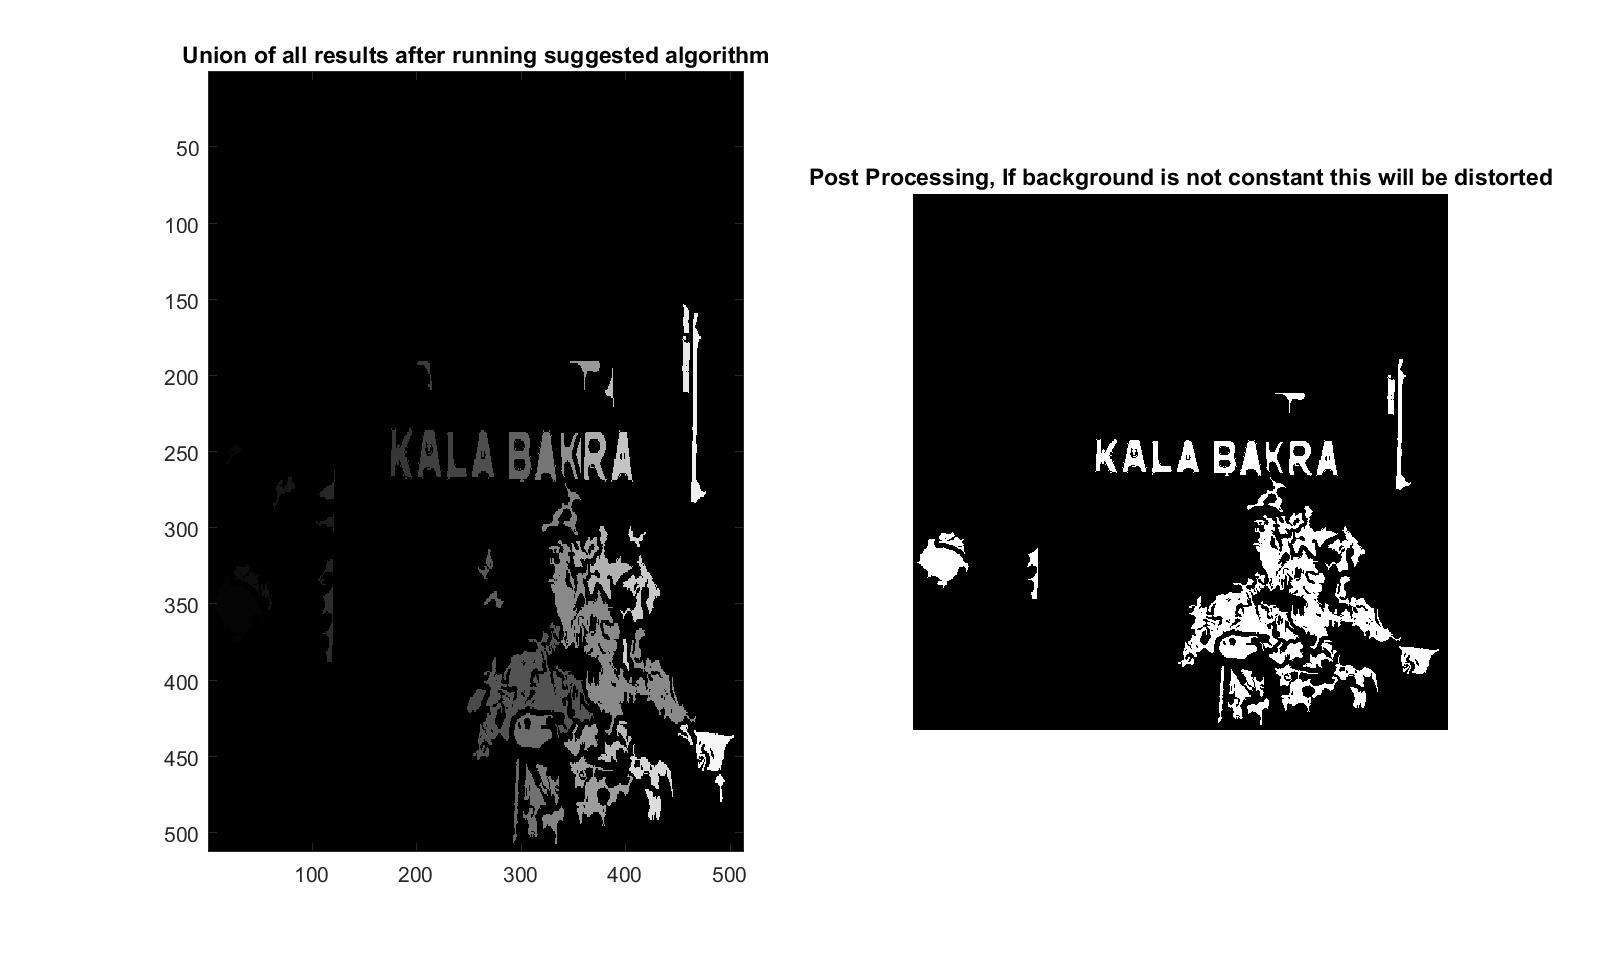 Union of all results after running suggested algorithm
50
100
150
200
250
300
350
400
450
500
100 200 300 400 500
KALA BAKRA
Post Processing, If background is not constant this will be distorted
KALA BAKRA